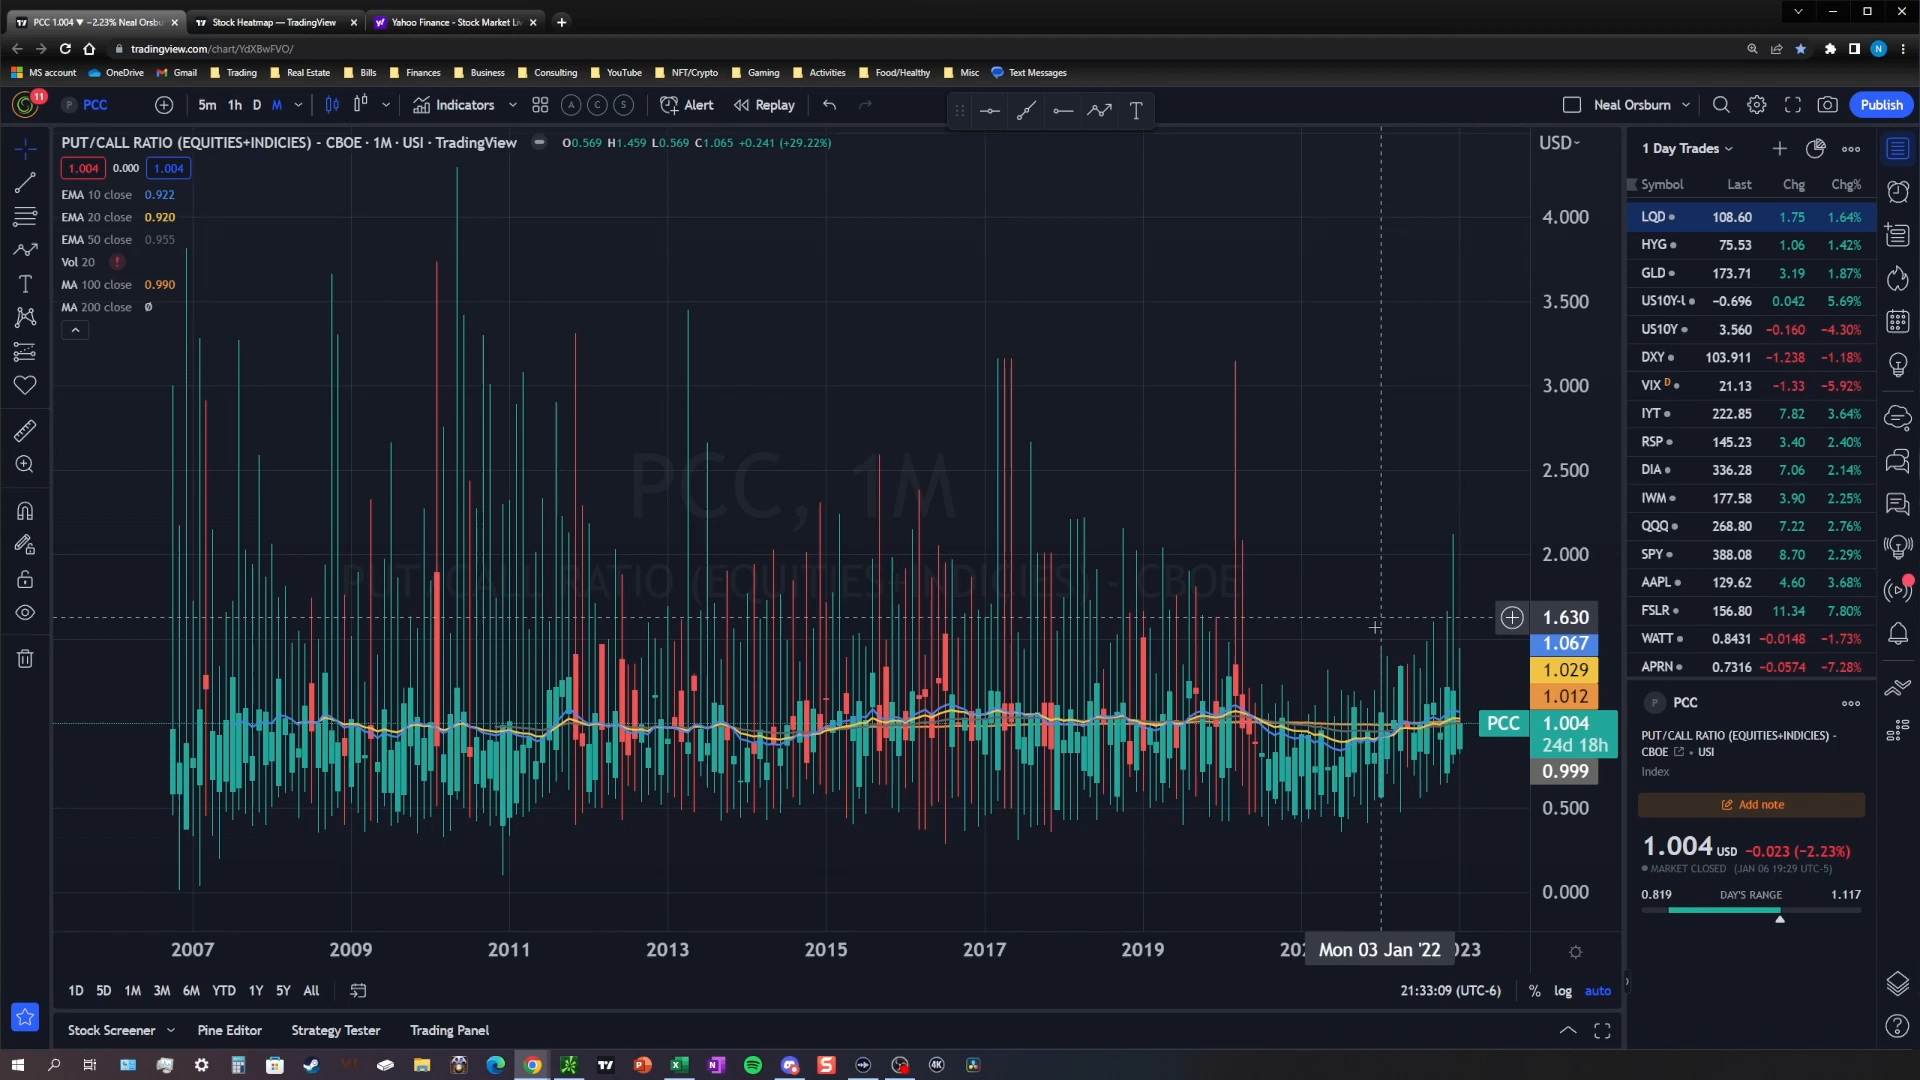 PCC 1.004 ▼ −2.23% Neal Orsbu
Stock Heatmap — TradingView
Yahoo Finance - Stock Market Li
tradingview.com/chart/YdXBwFVO/
MS account OneDrive Gmail Trading Real Estate Bills Finances Business Consulting YouTube NFT/Crypto Gaming Activities Food/Healthy Misc Text Messages
11 P PCC 5m 1h D M Indicators A C S Alert Replay T Neal Orsburn Publish
PUT/CALL RATIO (EQUITIES+INDICIES) - CBOE · 1M · USI · TradingView O0.569 H1.459 L0.569 C1.065 +0.241 (+29.22%)
1.004 0.000 1.004
EMA 10 close 0.922
EMA 20 close 0.920
EMA 50 close 0.955
Vol 20 !
MA 100 close 0.990
MA 200 close Ø
PCC, 1M
PUT/CALL RATIO (EQUITIES+INDICIES) - CBOE
USD
4.000
3.500
3.000
2.500
2.000
1.630
1.067
1.029
1.012
PCC 1.004
24d 18h
0.999
0.500
0.000
2007 2009 2011 2013 2015 2017 2019 202 Mon 03 Jan '22 023
1D 5D 1M 3M 6M YTD 1Y 5Y All
21:33:09 (UTC-6) % log auto
Stock Screener Pine Editor Strategy Tester Trading Panel
1 Day Trades
Symbol Last Chg Chg%
LQD 108.60 1.75 1.64%
HYG 75.53 1.06 1.42%
GLD 173.71 3.19 1.87%
US10Y-U −0.696 0.042 5.69%
US10Y 3.560 −0.160 −4.30%
DXY 103.911 −1.238 −1.18%
VIX D 21.13 −1.33 −5.92%
IYT 222.85 7.82 3.64%
RSP 145.23 3.40 2.40%
DIA 336.28 7.06 2.14%
IWM 177.58 3.90 2.25%
QQQ 268.80 7.22 2.76%
SPY 388.08 8.70 2.29%
AAPL 129.62 4.60 3.68%
FSLR 156.80 11.34 7.80%
WATT 0.8431 −0.0148 −1.73%
APRN 0.7316 −0.0574 −7.28%
P PCC
PUT/CALL RATIO (EQUITIES+INDICIES) -
CBOE • USI
Index
Add note
1.004 USD −0.023 (−2.23%)
MARKET CLOSED (JAN 06 19:29 UTC-5)
0.819 DAY'S RANGE 1.117